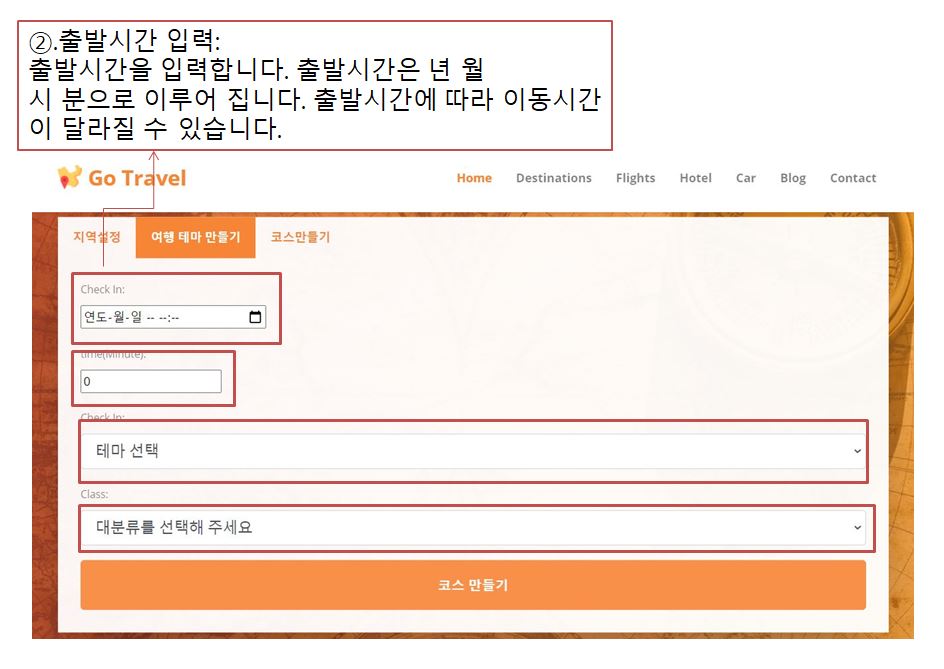 ②.출발시간 입력:
출발시간을 입력합니다. 출발시간은 년 월
시 분으로 이루어 집니다. 출발시간에 따라 이동시간
이 달라질 수 있습니다.
Go Travel
Home Destinations Flights Hotel Car Blog Contact
지역설정 여행 테마 만들기 코스만들기
Check In:
연도-월-일 -- --:--
time(Minute):
0
Check In:
테마 선택
Class:
대분류를 선택해 주세요
코스 만들기